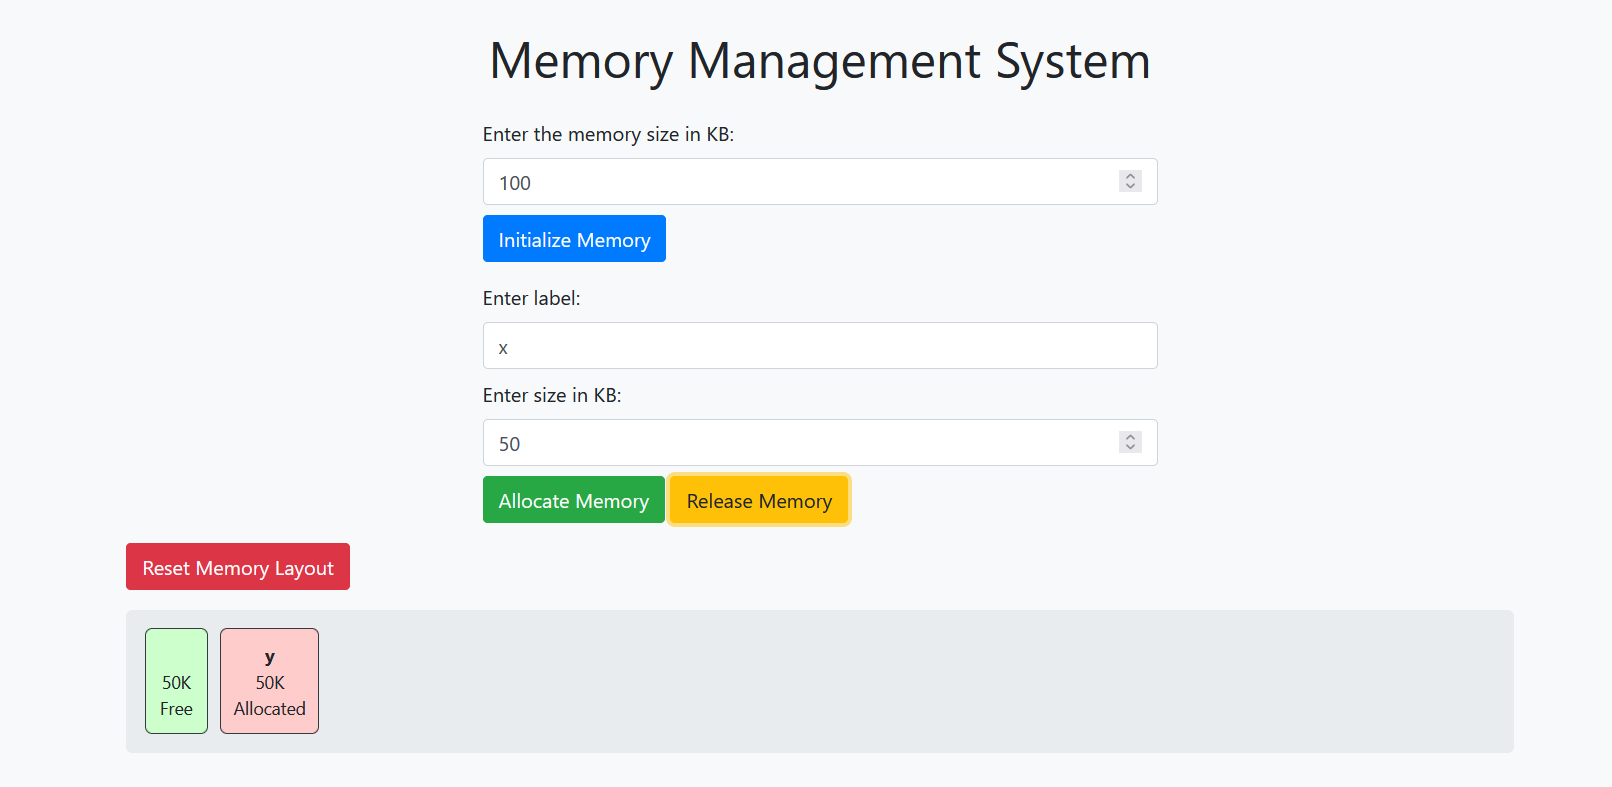 Memory Management System
Enter the memory size in KB:
100
Initialize Memory
Enter label:
x
Enter size in KB:
50
Allocate Memory Release Memory
Reset Memory Layout
50K
Free
y
50K
Allocated